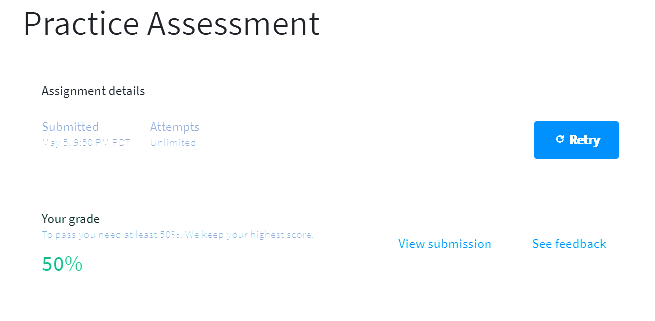 Practice Assessment
Assignment details
Submitted Attempts
May 5, 9:50 PM PDT Unlimited
Retry
Your grade
To pass you need at least 50%. We keep your highest score.
View submission See feedback
50%